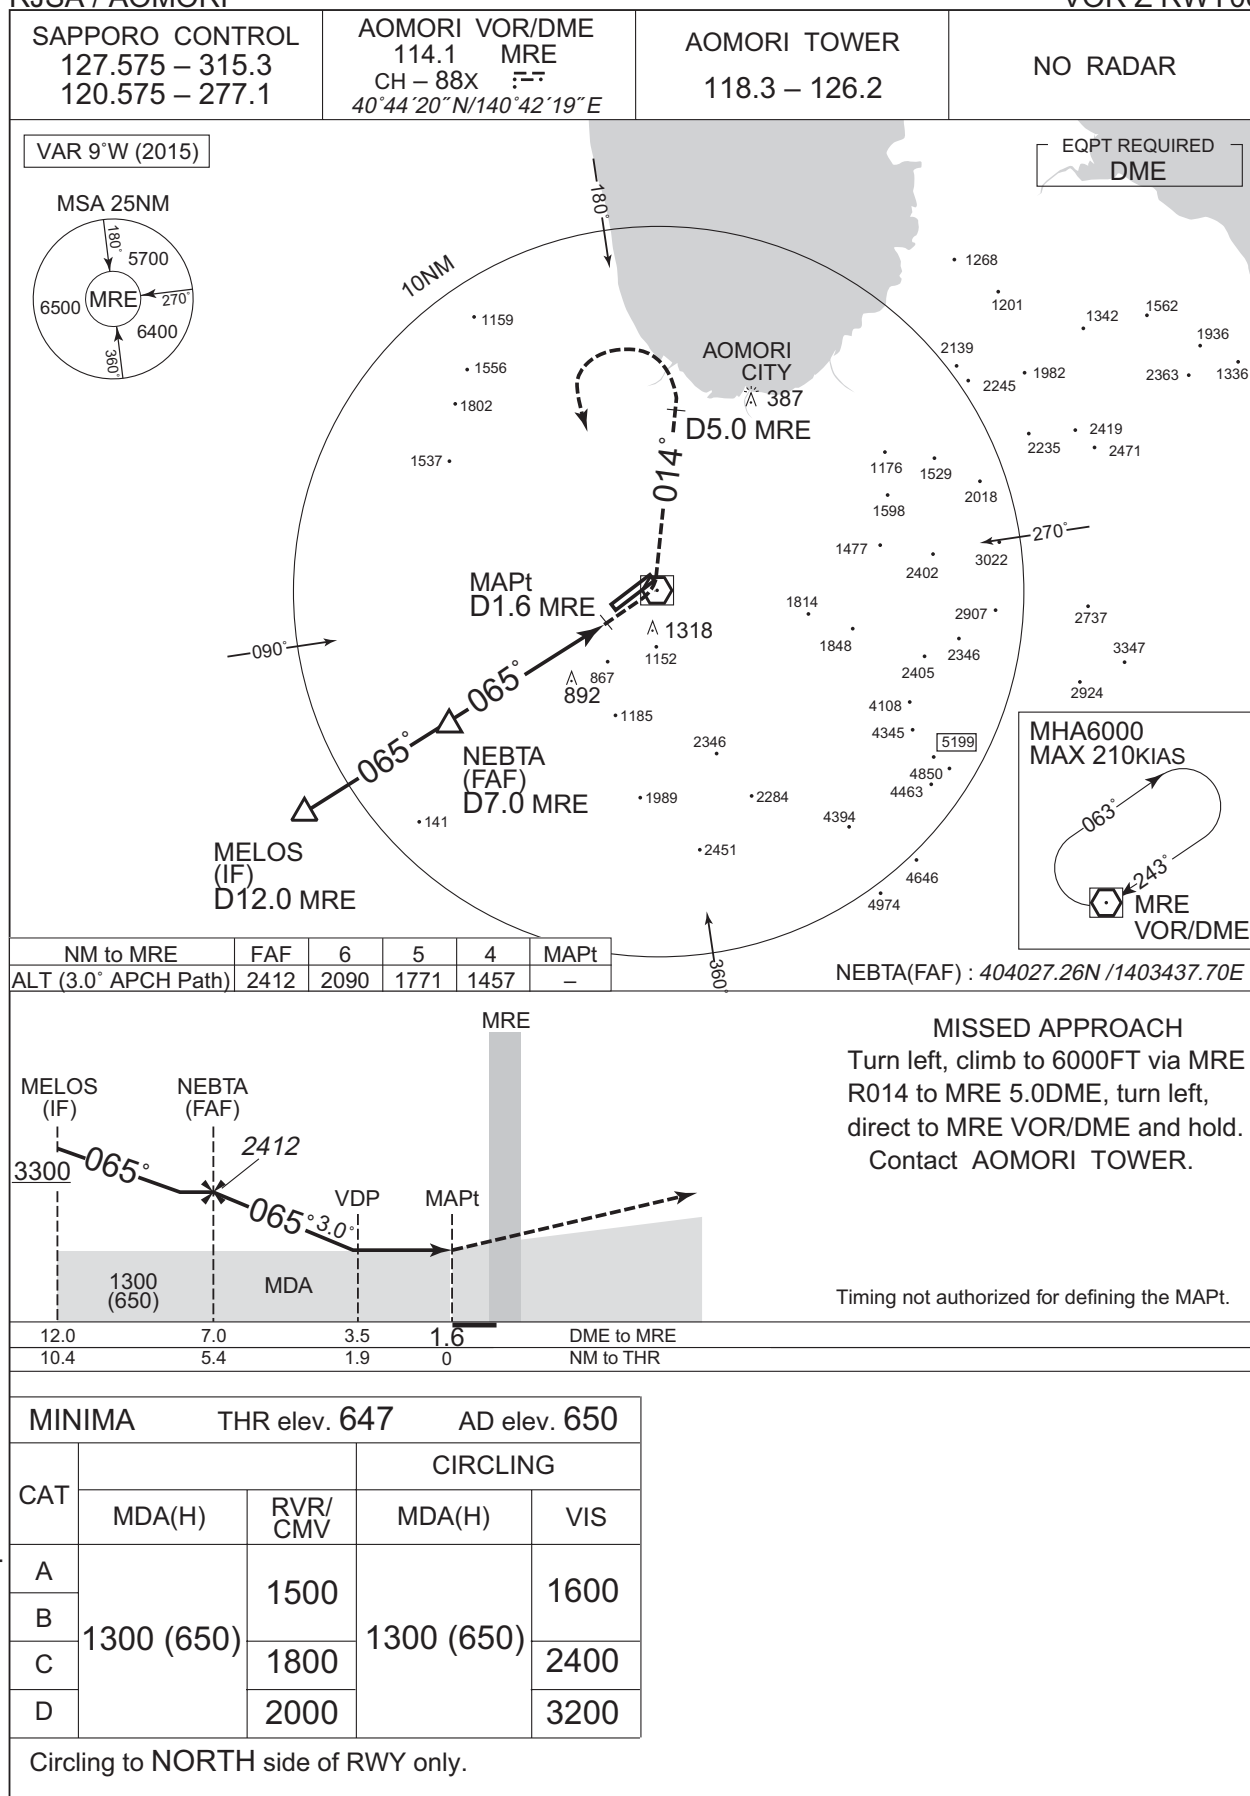 RJSA / AOMORI
VOR Z RWY06
SAPPORO CONTROL
127.575 – 315.3
120.575 – 277.1
AOMORI VOR/DME
114.1 MRE
CH – 88X
40˚44´20˝N/140˚42´19˝E
AOMORI TOWER
118.3 – 126.2
NO RADAR
VAR 9˚W (2015)
EQPT REQUIRED
DME
MSA 25NM
180˚
5700
MRE
270˚
6500
6400
360˚
180˚
10NM
1159
1556
1802
1537
AOMORI
CITY
387
D5.0 MRE
014˚
1268
1201
1342
1562
1936
2139
2245
1982
2363
1336
2419
2235
2471
1176
1529
2018
1598
1477
2402
3022
270˚
MAPt
D1.6 MRE
1318
1152
867
892
1185
1814
1848
2907
2346
2405
2737
3347
2924
090˚
065˚
065˚
NEBTA
(FAF)
D7.0 MRE
MELOS
(IF)
D12.0 MRE
141
2346
1989
2284
2451
4108
4345
5199
4850
4463
4394
4646
4974
360˚
MHA6000
MAX 210KIAS
063˚
243˚
MRE
VOR/DME
NM to MRE FAF 6 5 4 MAPt
ALT (3.0˚ APCH Path) 2412 2090 1771 1457 –
NEBTA(FAF) : 404027.26N /1403437.70E
MRE
MELOS
(IF)
NEBTA
(FAF)
2412
3300
065˚
065˚
3.0˚
VDP
MAPt
1300
(650)
MDA
MISSED APPROACH
Turn left, climb to 6000FT via MRE
R014 to MRE 5.0DME, turn left,
direct to MRE VOR/DME and hold.
Contact AOMORI TOWER.
Timing not authorized for defining the MAPt.
12.0 7.0 3.5 1.6 DME to MRE
10.4 5.4 1.9 0 NM to THR
MINIMA THR elev. 647 AD elev. 650
CAT
CIRCLING
MDA(H)
RVR/
CMV
MDA(H)
VIS
A
B
C
D
1300 (650)
1500
1800
2000
1300 (650)
1600
2400
3200
Circling to NORTH side of RWY only.